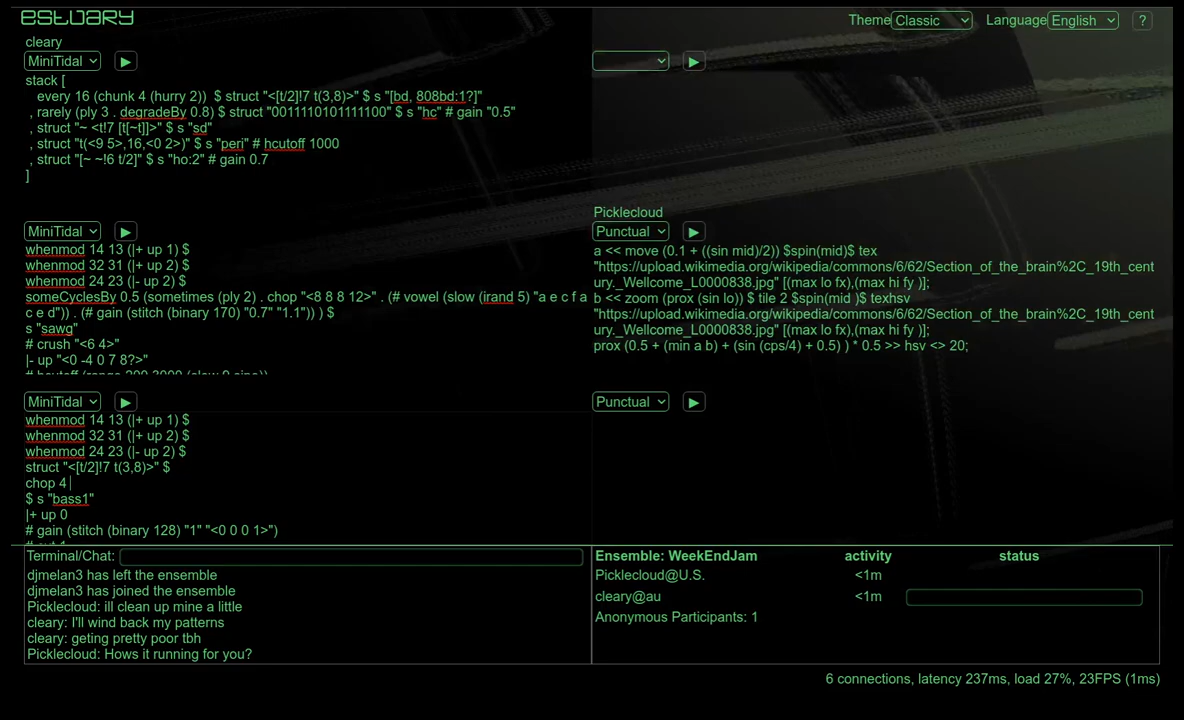 estuary
Theme Classic Language English ?
cleary
MiniTidal ▶
stack [
every 16 (chunk 4 (hurry 2)) $ struct "<[t/2]!7 t(3,8)>" $ s "[bd, 808bd:1?]"
, rarely (ply 3 . degradeBy 0.8) $ struct "0011110101111100" $ s "hc" # gain "0.5"
, struct "~ <t!7 [t[~t]]>" $ s "sd"
, struct "t(<9 5>,16,<0 2>)" $ s "peri" # hcutoff 1000
, struct "[~ ~!6 t/2]" $ s "ho:2" # gain 0.7
]
MiniTidal ▶
whenmod 14 13 (|+ up 1) $
whenmod 32 31 (|+ up 2) $
whenmod 24 23 (|- up 2) $
someCyclesBy 0.5 (sometimes (ply 2) . chop "<8 8 8 12>" . (# vowel (slow (irand 5) "a e c f a
c e d")) . (# gain (stitch (binary 170) "0.7" "1.1")) ) $
s "sawg"
# crush "<6 4>"
|- up "<0 -4 0 7 8?>"
# hcutoff (range 200 3000 (slow 9 sine))
Picklecloud
Punctual ▶
a << move (0.1 + ((sin mid)/2)) $spin(mid)$ tex
"https://upload.wikimedia.org/wikipedia/commons/6/62/Section_of_the_brain%2C_19th_cent
ury._Wellcome_L0000838.jpg" [(max lo fx),(max hi fy )];
b << zoom (prox (sin lo)) $ tile 2 $spin(mid )$ texhsv
"https://upload.wikimedia.org/wikipedia/commons/6/62/Section_of_the_brain%2C_19th_cent
ury._Wellcome_L0000838.jpg" [(max lo fx),(max hi fy )];
prox (0.5 + (min a b) + (sin (cps/4) + 0.5) ) * 0.5 >> hsv <> 20;
MiniTidal ▶
whenmod 14 13 (|+ up 1) $
whenmod 32 31 (|+ up 2) $
whenmod 24 23 (|- up 2) $
struct "<[t/2]!7 t(3,8)>" $
chop 4
$ s "bass1"
|+ up 0
# gain (stitch (binary 128) "1" "<0 0 0 1>")
Punctual ▶
Terminal/Chat:
djmelan3 has left the ensemble
djmelan3 has joined the ensemble
Picklecloud: ill clean up mine a little
cleary: I'll wind back my patterns
cleary: geting pretty poor tbh
Picklecloud: Hows it running for you?
Ensemble: WeekEndJam activity status
Picklecloud@U.S. <1m
cleary@au <1m
Anonymous Participants: 1
6 connections, latency 237ms, load 27%, 23FPS (1ms)